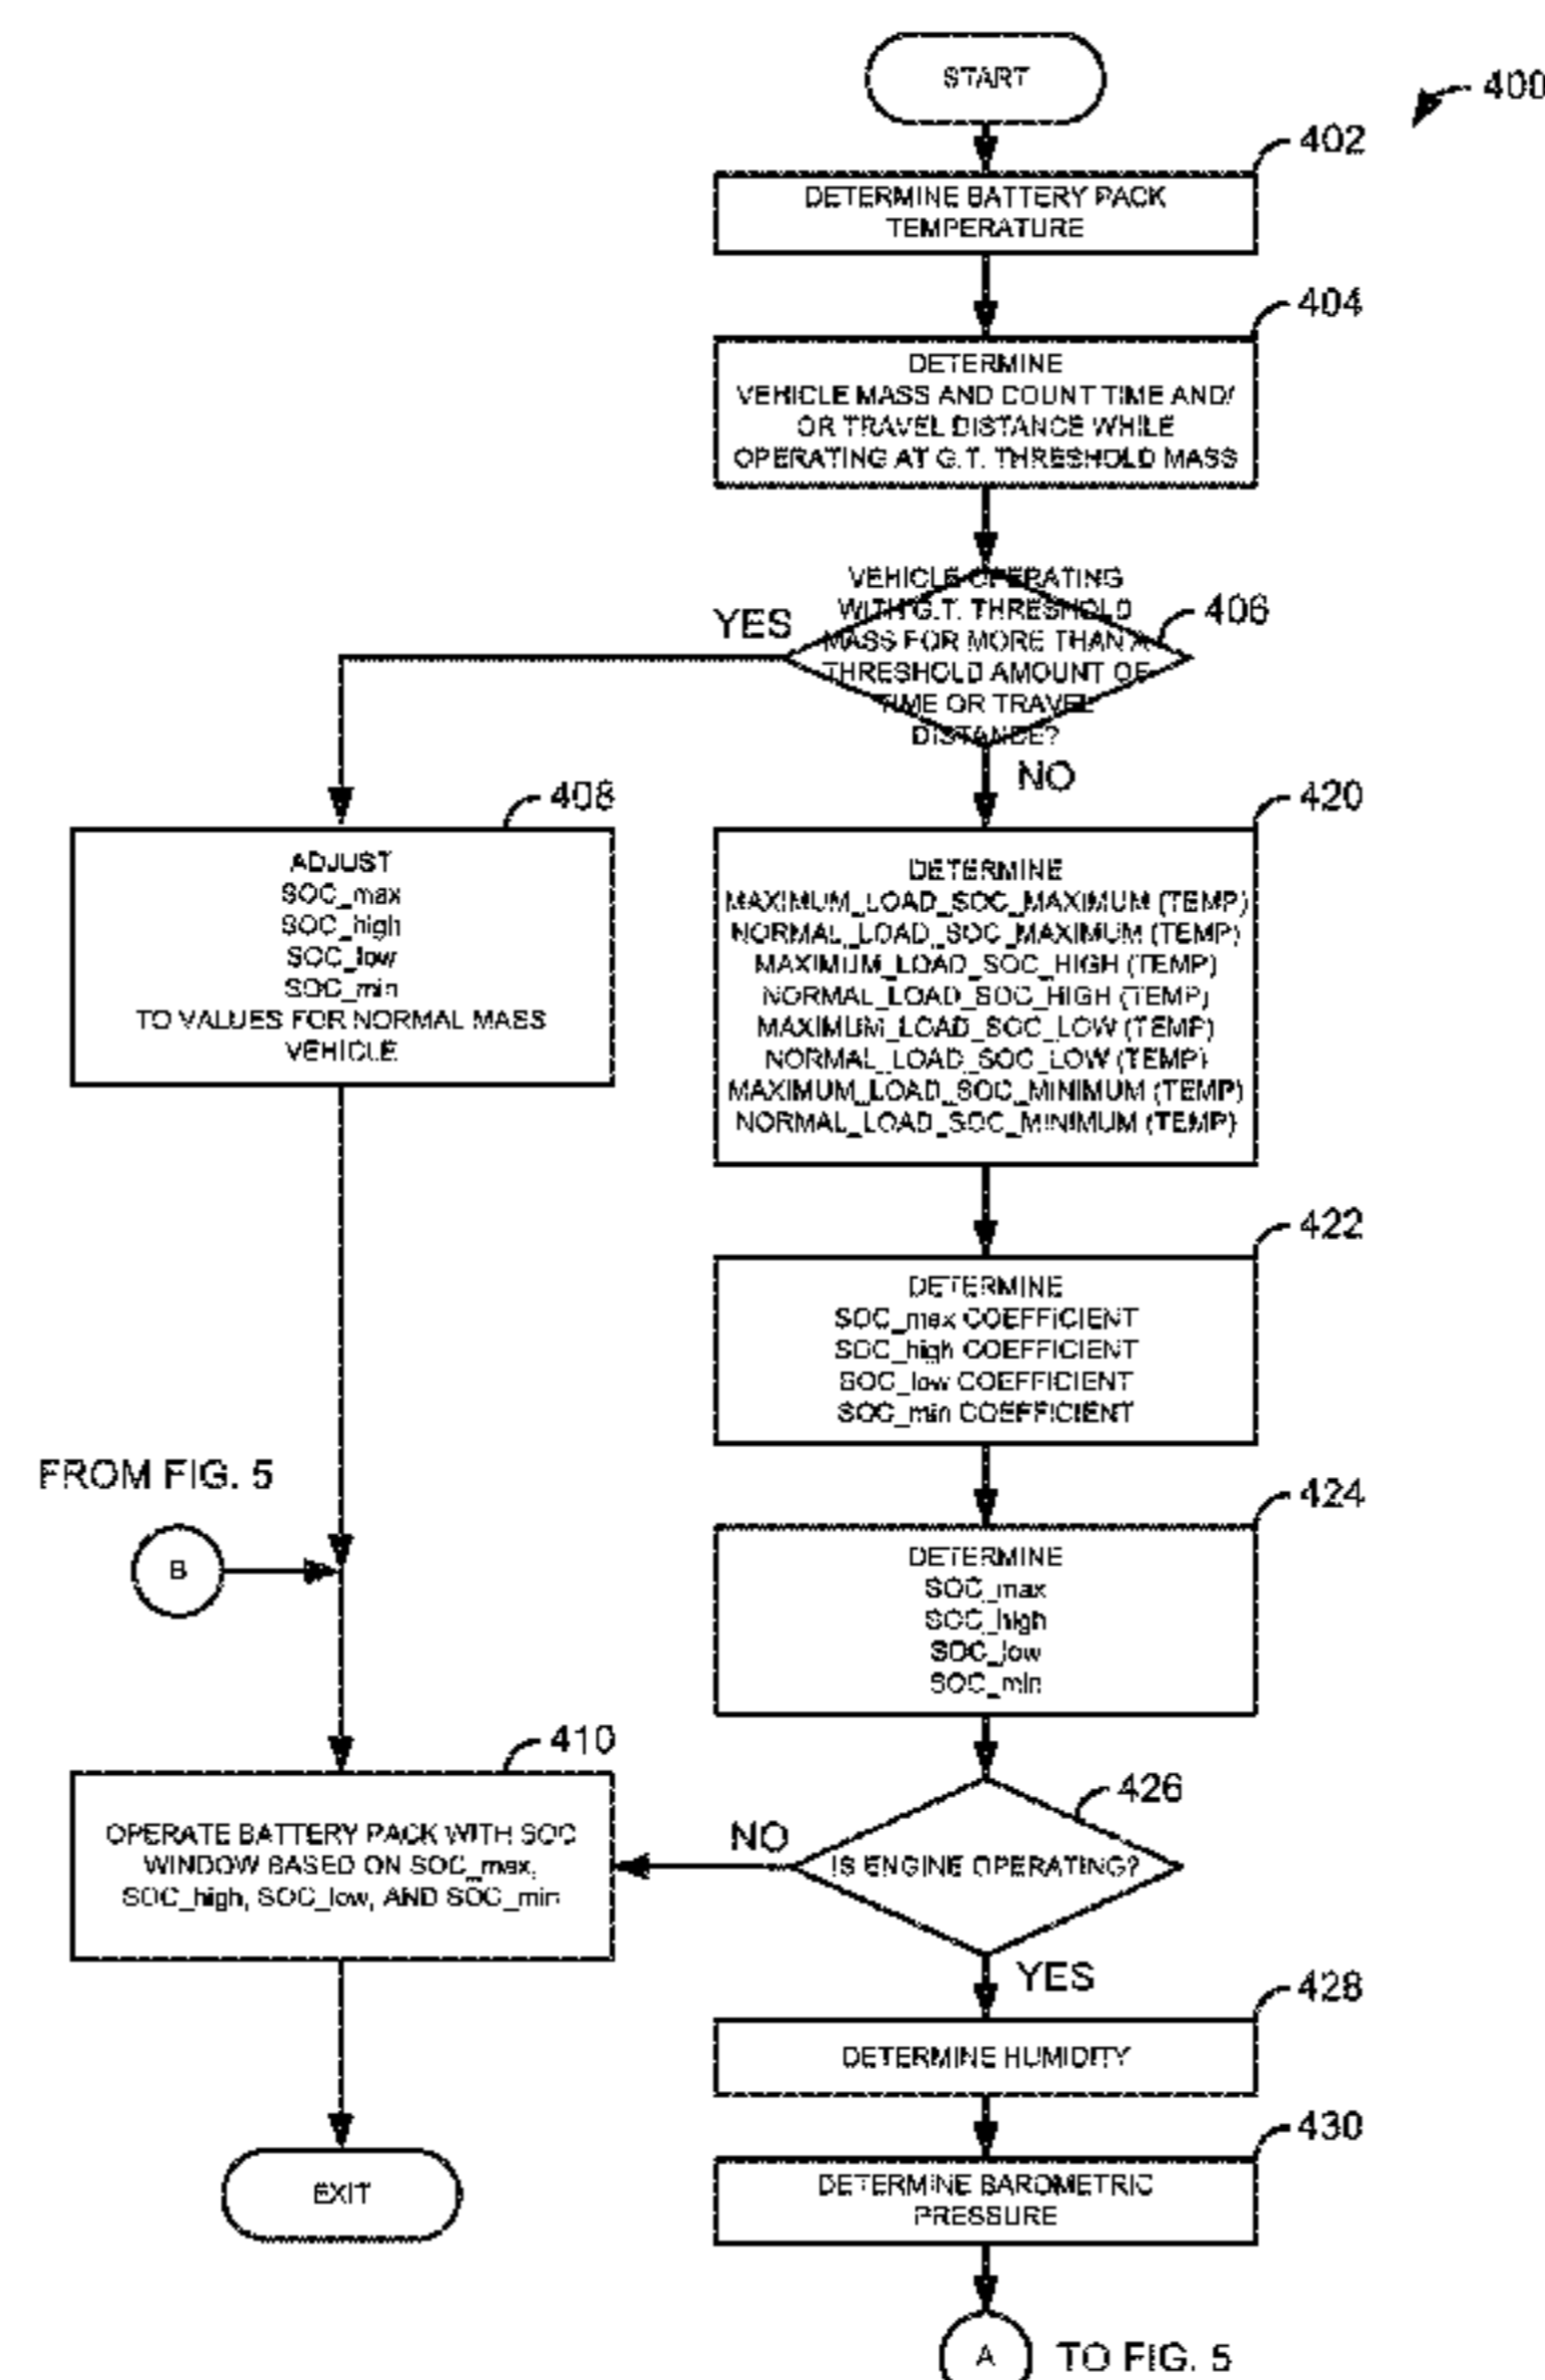 START
400
402
DETERMINE BATTERY PACK
TEMPERATURE
404
DETERMINE
VEHICLE MASS AND COUNT TIME AND/
OR TRAVEL DISTANCE WHILE
OPERATING AT G.T. THRESHOLD MASS
VEHICLE OPERATING
WITH G.T. THRESHOLD
MASS FOR MORE THAN A
THRESHOLD AMOUNT OF
TIME OR TRAVEL
DISTANCE?
406
YES
NO
408
ADJUST
SOC_max
SOC_high
SOC_low
SOC_min
TO VALUES FOR NORMAL MASS
VEHICLE
420
DETERMINE
MAXIMUM_LOAD_SOC_MAXIMUM (TEMP)
NORMAL_LOAD_SOC_MAXIMUM (TEMP)
MAXIMUM_LOAD_SOC_HIGH (TEMP)
NORMAL_LOAD_SOC_HIGH (TEMP)
MAXIMUM_LOAD_SOC_LOW (TEMP)
NORMAL_LOAD_SOC_LOW (TEMP)
MAXIMUM_LOAD_SOC_MINIMUM (TEMP)
NORMAL_LOAD_SOC_MINIMUM (TEMP)
422
DETERMINE
SOC_max COEFFICIENT
SOC_high COEFFICIENT
SOC_low COEFFICIENT
SOC_min COEFFICIENT
FROM FIG. 5
B
424
DETERMINE
SOC_max
SOC_high
SOC_low
SOC_min
410
OPERATE BATTERY PACK WITH SOC
WINDOW BASED ON SOC_max,
SOC_high, SOC_low, AND SOC_min
426
IS ENGINE OPERATING?
NO
YES
428
DETERMINE HUMIDITY
430
DETERMINE BAROMETRIC
PRESSURE
EXIT
A
TO FIG. 5